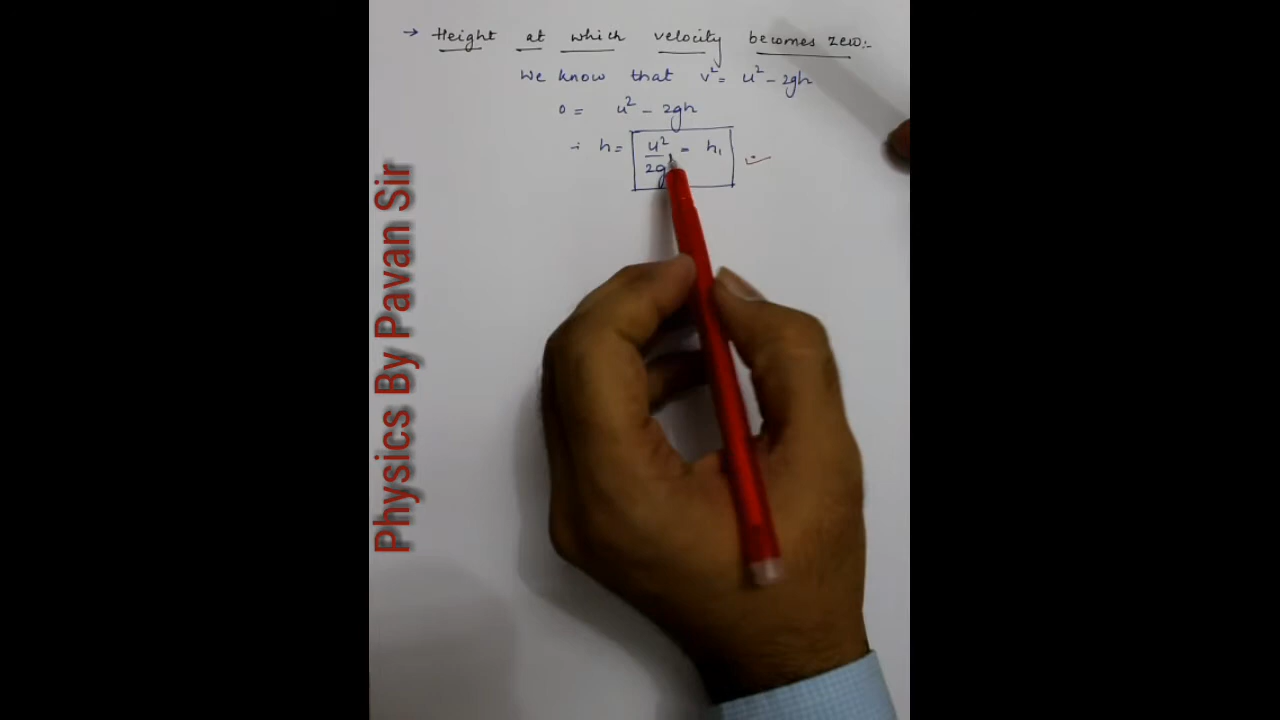 → Height at which velocity becomes zero:-
We know that v² = u² - 2gh
0 = u² - 2gh
∴ h = u²/2g = h₁
Physics By Pavan Sir